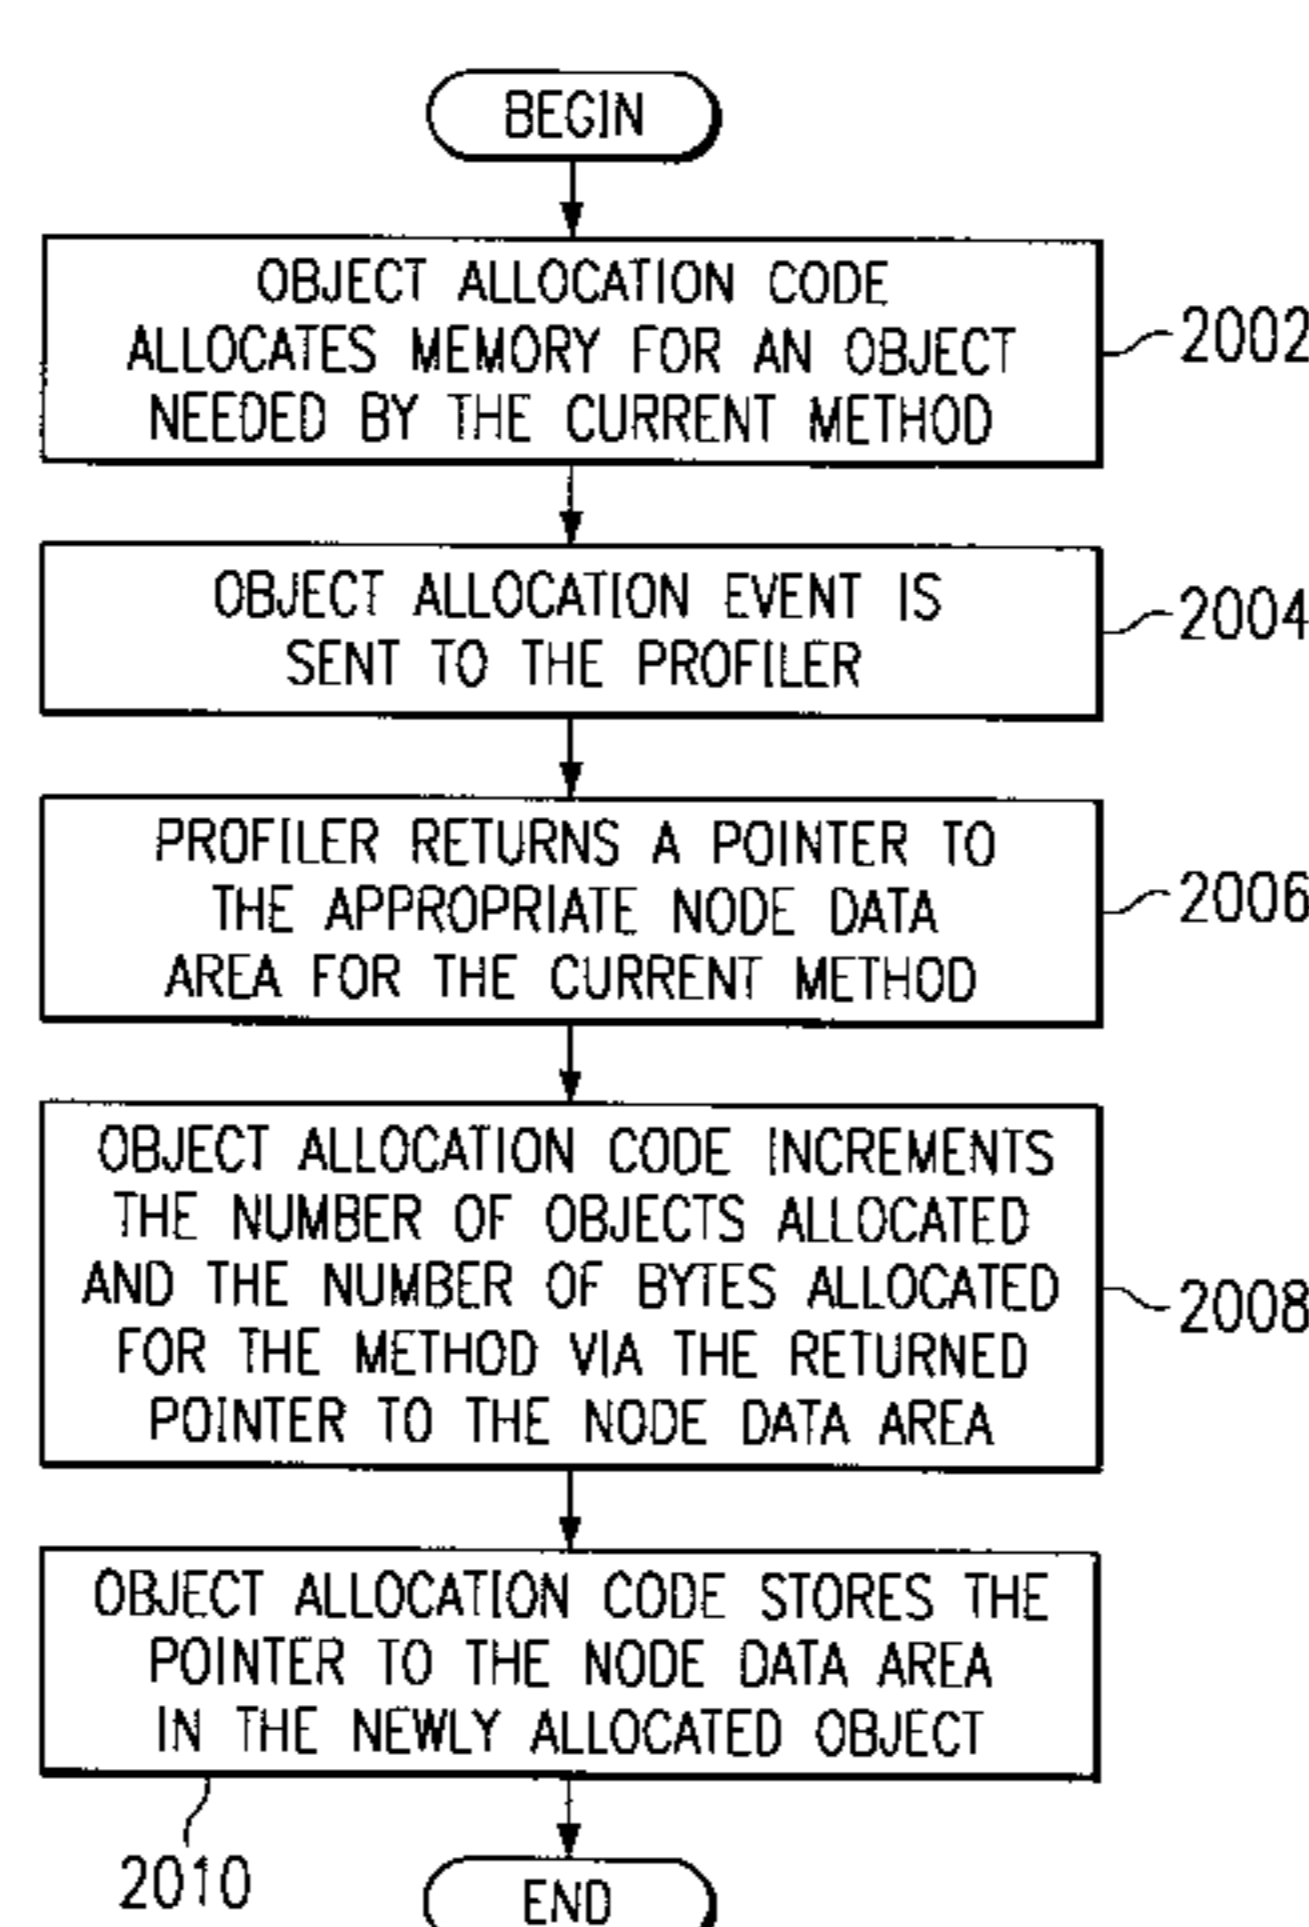 BEGIN
OBJECT ALLOCATION CODE
ALLOCATES MEMORY FOR AN OBJECT
NEEDED BY THE CURRENT METHOD
2002
OBJECT ALLOCATION EVENT IS
SENT TO THE PROFILER
2004
PROFILER RETURNS A POINTER TO
THE APPROPRIATE NODE DATA
AREA FOR THE CURRENT METHOD
2006
OBJECT ALLOCATION CODE INCREMENTS
THE NUMBER OF OBJECTS ALLOCATED
AND THE NUMBER OF BYTES ALLOCATED
FOR THE METHOD VIA THE RETURNED
POINTER TO THE NODE DATA AREA
2008
OBJECT ALLOCATION CODE STORES THE
POINTER TO THE NODE DATA AREA
IN THE NEWLY ALLOCATED OBJECT
2010
END